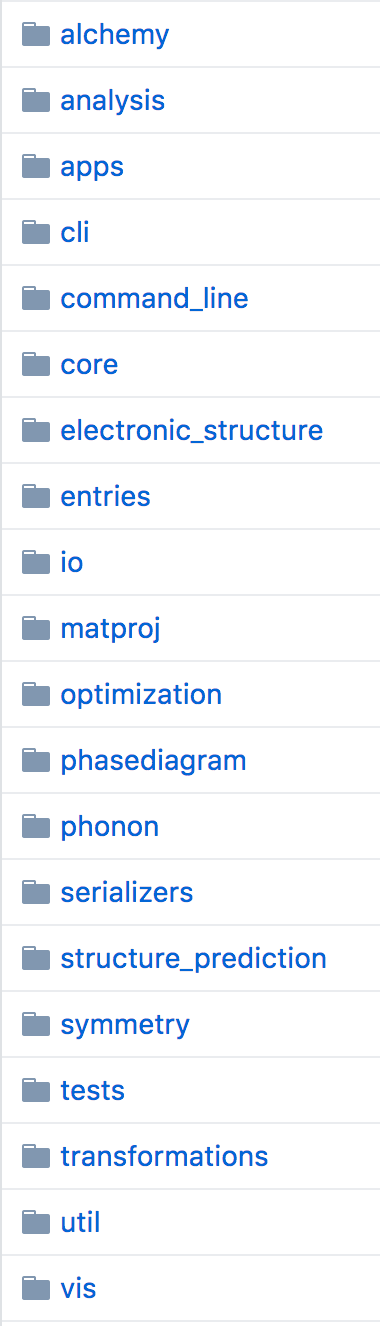 alchemy
analysis
apps
cli
command_line
core
electronic_structure
entries
io
matproj
optimization
phasediagram
phonon
serializers
structure_prediction
symmetry
tests
transformations
util
vis